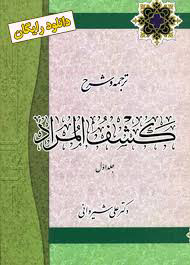 دانلود رایگان
ترجمه و شرح
کشف المراد
جلد اول
دکتر علی شیروانی